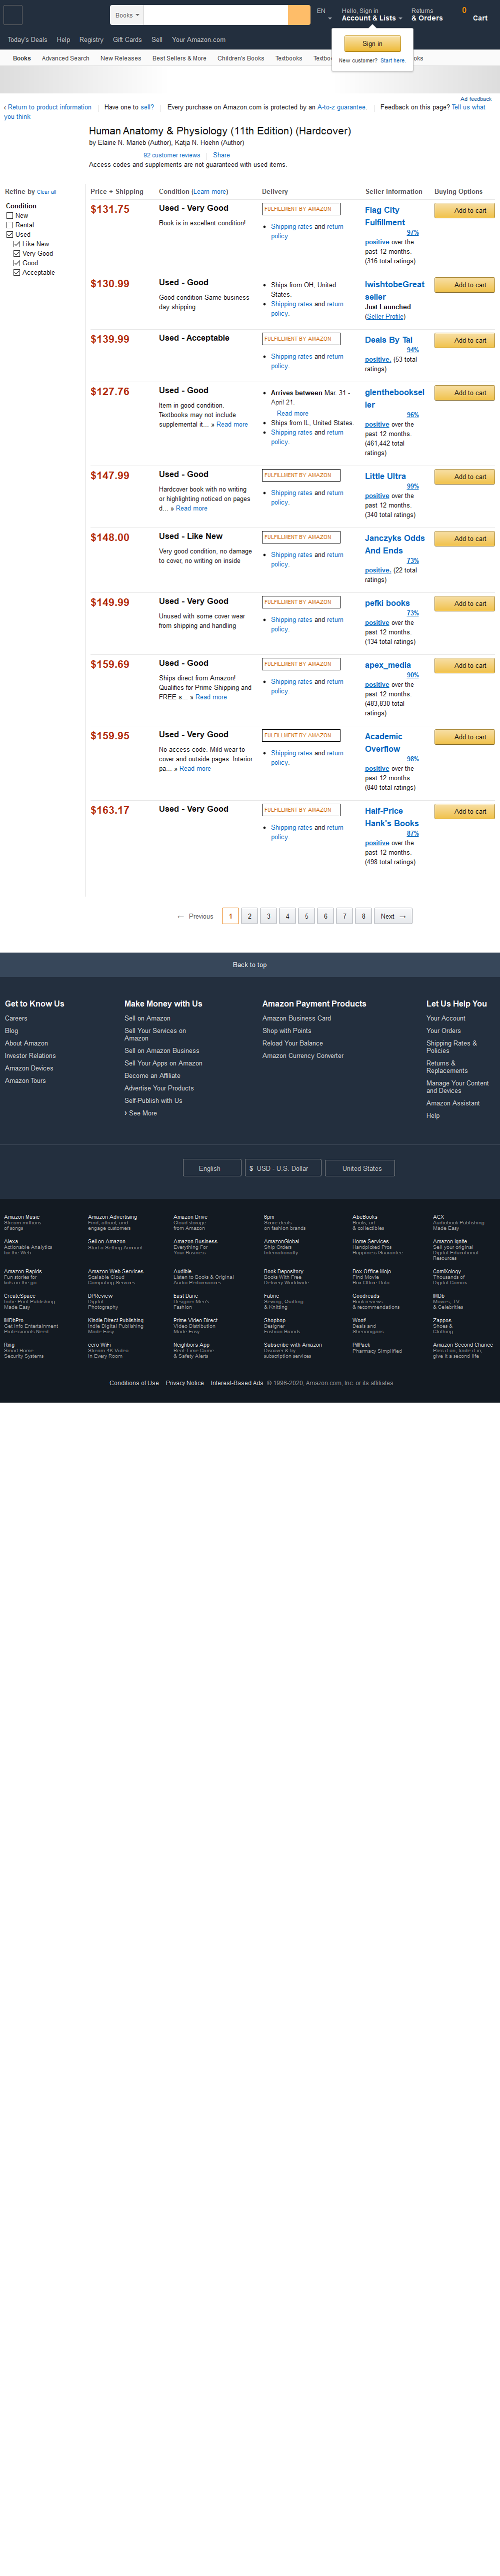 Books
EN
Hello, Sign in
Account & Lists
Returns
& Orders
0
Cart
Today's Deals Help Registry Gift Cards Sell Your Amazon.com
Sign in
New customer? Start here.
Books Advanced Search New Releases Best Sellers & More Children's Books Textbooks
Ad feedback
‹ Return to product information Have one to sell? Every purchase on Amazon.com is protected by an A-to-z guarantee. Feedback on this page? Tell us what
you think
Human Anatomy & Physiology (11th Edition) (Hardcover)
by Elaine N. Marieb (Author), Katja N. Hoehn (Author)
92 customer reviews Share
Access codes and supplements are not guaranteed with used items.
Refine by Clear all
Condition
New
Rental
Used
Like New
Very Good
Good
Acceptable
Price + Shipping Condition (Learn more) Delivery Seller Information Buying Options
$131.75
Used - Very Good
Book is in excellent condition!
FULFILLMENT BY AMAZON
Shipping rates and return
policy.
Flag City
Fulfillment
97%
positive over the
past 12 months.
(316 total ratings)
Add to cart
$130.99
Used - Good
Good condition Same business
day shipping
Ships from OH, United
States.
Shipping rates and return
policy.
IwishtobeGreat
seller
Just Launched
(Seller Profile)
Add to cart
$139.99
Used - Acceptable
FULFILLMENT BY AMAZON
Shipping rates and return
policy.
Deals By Tai
94%
positive. (53 total
ratings)
Add to cart
$127.76
Used - Good
Item in good condition.
Textbooks may not include
supplemental it… » Read more
Arrives between Mar. 31 -
April 21.
Read more
Ships from IL, United States.
Shipping rates and return
policy.
glenthebooksel
ler
96%
positive over the
past 12 months.
(461,442 total
ratings)
Add to cart
$147.99
Used - Good
Hardcover book with no writing
or highlighting noticed on pages
d… » Read more
FULFILLMENT BY AMAZON
Shipping rates and return
policy.
Little Ultra
99%
positive over the
past 12 months.
(340 total ratings)
Add to cart
$148.00
Used - Like New
Very good condition, no damage
to cover, no writing on inside
FULFILLMENT BY AMAZON
Shipping rates and return
policy.
Janczyks Odds
And Ends
73%
positive. (22 total
ratings)
Add to cart
$149.99
Used - Very Good
Unused with some cover wear
from shipping and handling
FULFILLMENT BY AMAZON
Shipping rates and return
policy.
pefki books
73%
positive over the
past 12 months.
(134 total ratings)
Add to cart
$159.69
Used - Good
Ships direct from Amazon!
Qualifies for Prime Shipping and
FREE s… » Read more
FULFILLMENT BY AMAZON
Shipping rates and return
policy.
apex_media
90%
positive over the
past 12 months.
(483,830 total
ratings)
Add to cart
$159.95
Used - Very Good
No access code. Mild wear to
cover and outside pages. Interior
pa… » Read more
FULFILLMENT BY AMAZON
Shipping rates and return
policy.
Academic
Overflow
98%
positive over the
past 12 months.
(840 total ratings)
Add to cart
$163.17
Used - Very Good
FULFILLMENT BY AMAZON
Shipping rates and return
policy.
Half-Price
Hank's Books
87%
positive over the
past 12 months.
(498 total ratings)
Add to cart
← Previous 1 2 3 4 5 6 7 8 Next →
Back to top
Get to Know Us
Careers
Blog
About Amazon
Investor Relations
Amazon Devices
Amazon Tours
Make Money with Us
Sell on Amazon
Sell Your Services on
Amazon
Sell on Amazon Business
Sell Your Apps on Amazon
Become an Affiliate
Advertise Your Products
Self-Publish with Us
› See More
Amazon Payment Products
Amazon Business Card
Shop with Points
Reload Your Balance
Amazon Currency Converter
Let Us Help You
Your Account
Your Orders
Shipping Rates &
Policies
Returns &
Replacements
Manage Your Content
and Devices
Amazon Assistant
Help
English
$ USD - U.S. Dollar
United States
Amazon Music
Stream millions
of songs
Amazon Advertising
Find, attract, and
engage customers
Amazon Drive
Cloud storage
from Amazon
6pm
Score deals
on fashion brands
AbeBooks
Books, art
& collectibles
ACX
Audiobook Publishing
Made Easy
Alexa
Actionable Analytics
for the Web
Sell on Amazon
Start a Selling Account
Amazon Business
Everything For
Your Business
AmazonGlobal
Ship Orders
Internationally
Home Services
Handpicked Pros
Happiness Guarantee
Amazon Ignite
Sell your original
Digital Educational
Resources
Amazon Rapids
Fun stories for
kids on the go
Amazon Web Services
Scalable Cloud
Computing Services
Audible
Listen to Books & Original
Audio Performances
Book Depository
Books With Free
Delivery Worldwide
Box Office Mojo
Find Movie
Box Office Data
ComiXology
Thousands of
Digital Comics
CreateSpace
Indie Print Publishing
Made Easy
DPReview
Digital
Photography
East Dane
Designer Men's
Fashion
Fabric
Sewing, Quilting
& Knitting
Goodreads
Book reviews
& recommendations
IMDb
Movies, TV
& Celebrities
IMDbPro
Get Info Entertainment
Professionals Need
Kindle Direct Publishing
Indie Digital Publishing
Made Easy
Prime Video Direct
Video Distribution
Made Easy
Shopbop
Designer
Fashion Brands
Woot!
Deals and
Shenanigans
Zappos
Shoes &
Clothing
Ring
Smart Home
Security Systems
eero WiFi
Stream 4K Video
in Every Room
Neighbors App
Real-Time Crime
& Safety Alerts
Subscribe with Amazon
Discover & try
subscription services
PillPack
Pharmacy Simplified
Amazon Second Chance
Pass it on, trade it in,
give it a second life
Conditions of Use Privacy Notice Interest-Based Ads © 1996-2020, Amazon.com, Inc. or its affiliates